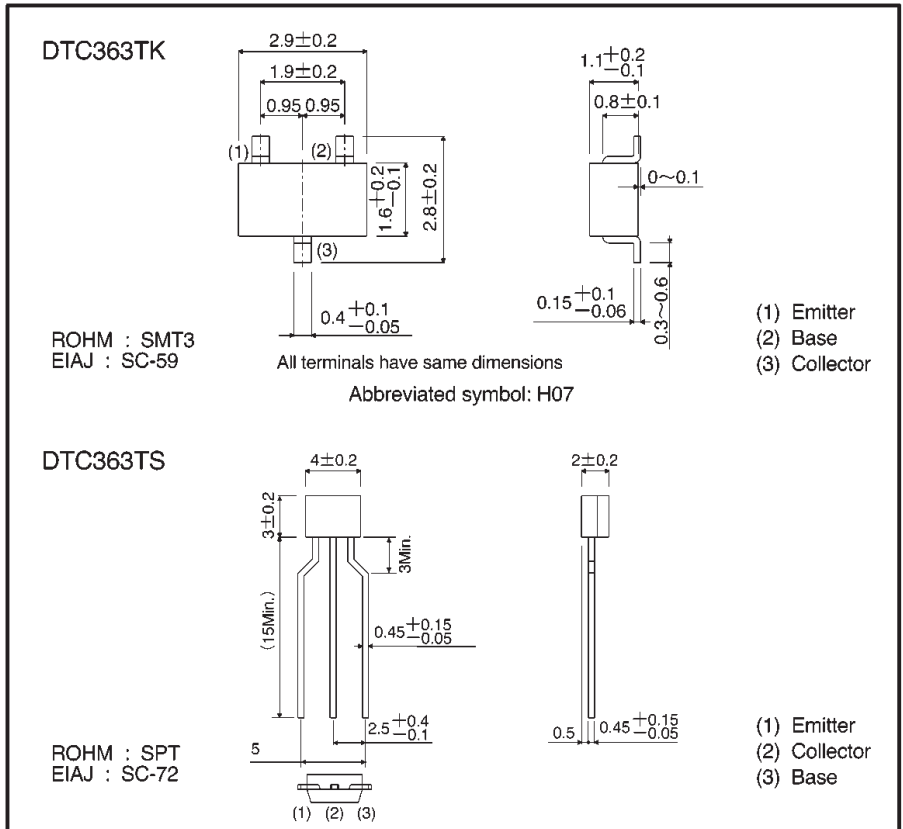 DTC363TK
2.9±0.2
1.9±0.2
0.95 0.95
(1) (2)
(3)
1.6 +0.2 −0.1
2.8±0.2
0.4 +0.1 −0.05
1.1 +0.2 −0.1
0.8±0.1
0~0.1
0.15 +0.1 −0.06
0.3~0.6
ROHM : SMT3
EIAJ : SC-59
All terminals have same dimensions
Abbreviated symbol: H07
(1) Emitter
(2) Base
(3) Collector
DTC363TS
4±0.2
3±0.2
3Min.
(15Min.)
0.45 +0.15 −0.05
2.5 +0.4 −0.1
5
(1) (2) (3)
2±0.2
0.5 0.45 +0.15 −0.05
ROHM : SPT
EIAJ : SC-72
(1) Emitter
(2) Collector
(3) Base